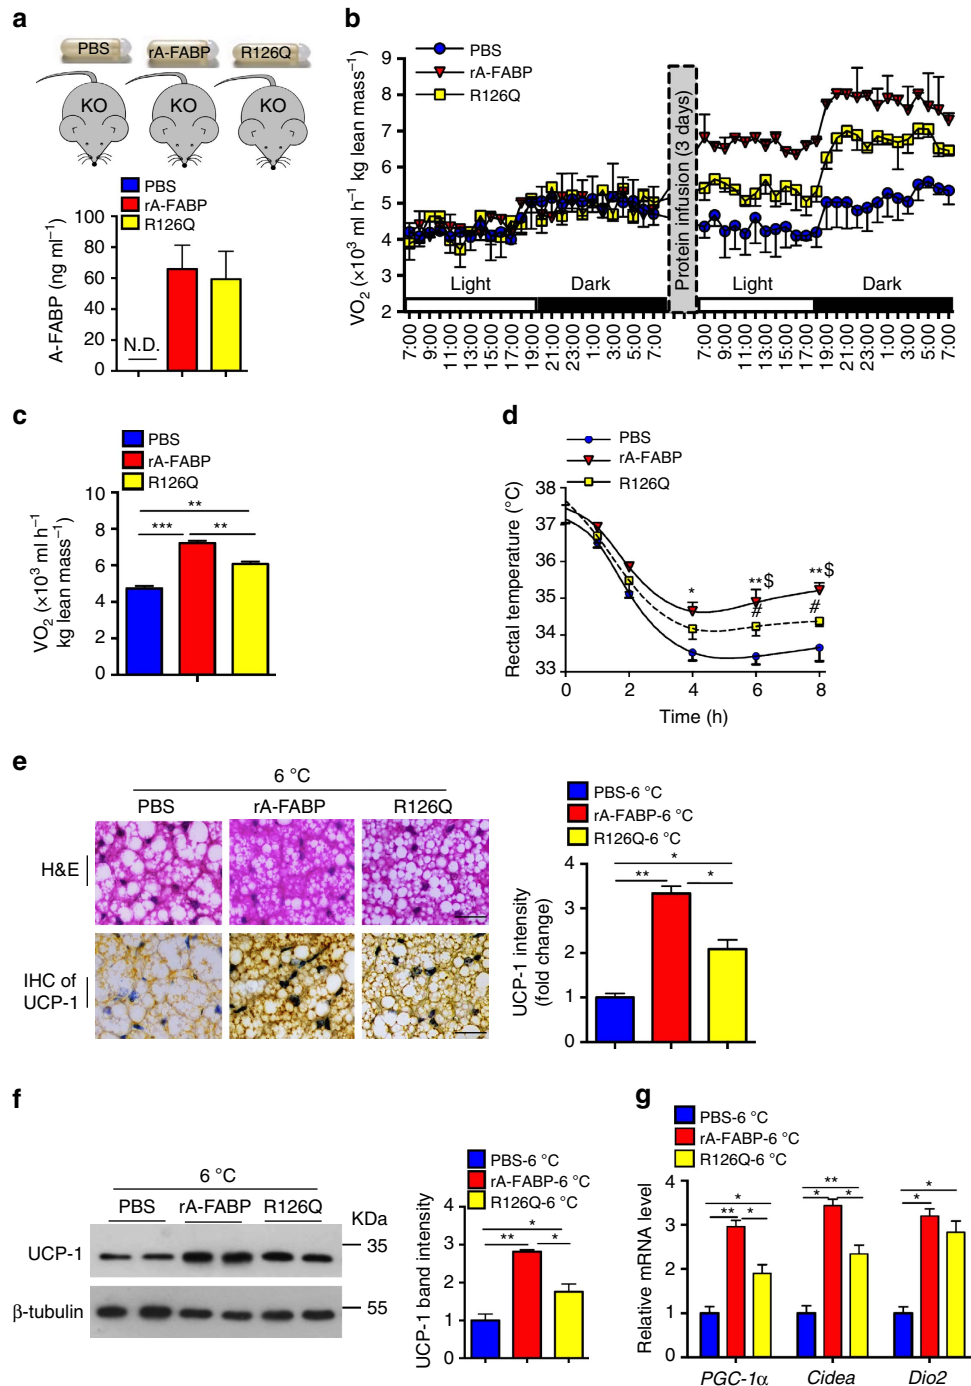 a
PBS rA-FABP R126Q
KO KO KO
PBS
rA-FABP
R126Q
A-FABP (ng ml⁻¹)
100
80
60
40
20
0
N.D.
b
PBS
rA-FABP
R126Q
VO₂ (×10³ ml h⁻¹ kg lean mass⁻¹)
9
8
7
6
5
4
3
2
Protein infusion (3 days)
Light Dark Light Dark
7:00 9:00 11:00 13:00 15:00 17:00 19:00 21:00 23:00 1:00 3:00 5:00 7:00 7:00 9:00 11:00 13:00 15:00 17:00 19:00 21:00 23:00 1:00 3:00 5:00 7:00
c
PBS
rA-FABP
R126Q
VO₂ (×10³ ml h⁻¹
kg lean mass⁻¹)
10
8
6
4
2
0
**
*** **
d
PBS
rA-FABP
R126Q
Rectal temperature (°C)
38
37
36
35
34
33
* **$ **$
# #
0 2 4 6 8
Time (h)
e
6 °C
PBS rA-FABP R126Q
H&E
IHC of
UCP-1
PBS-6 °C
rA-FABP-6 °C
R126Q-6 °C
UCP-1 intensity
(fold change)
4
3
2
1
0
*
** *
f
6 °C
PBS rA-FABP R126Q
KDa
UCP-1
35
β-tubulin
55
PBS-6 °C
rA-FABP-6 °C
R126Q-6 °C
UCP-1 band intensity
4
3
2
1
0
*
** *
g
PBS-6 °C
rA-FABP-6 °C
R126Q-6 °C
Relative mRNA level
4
3
2
1
0
* ** *
** * * * *
PGC-1α Cidea Dio2